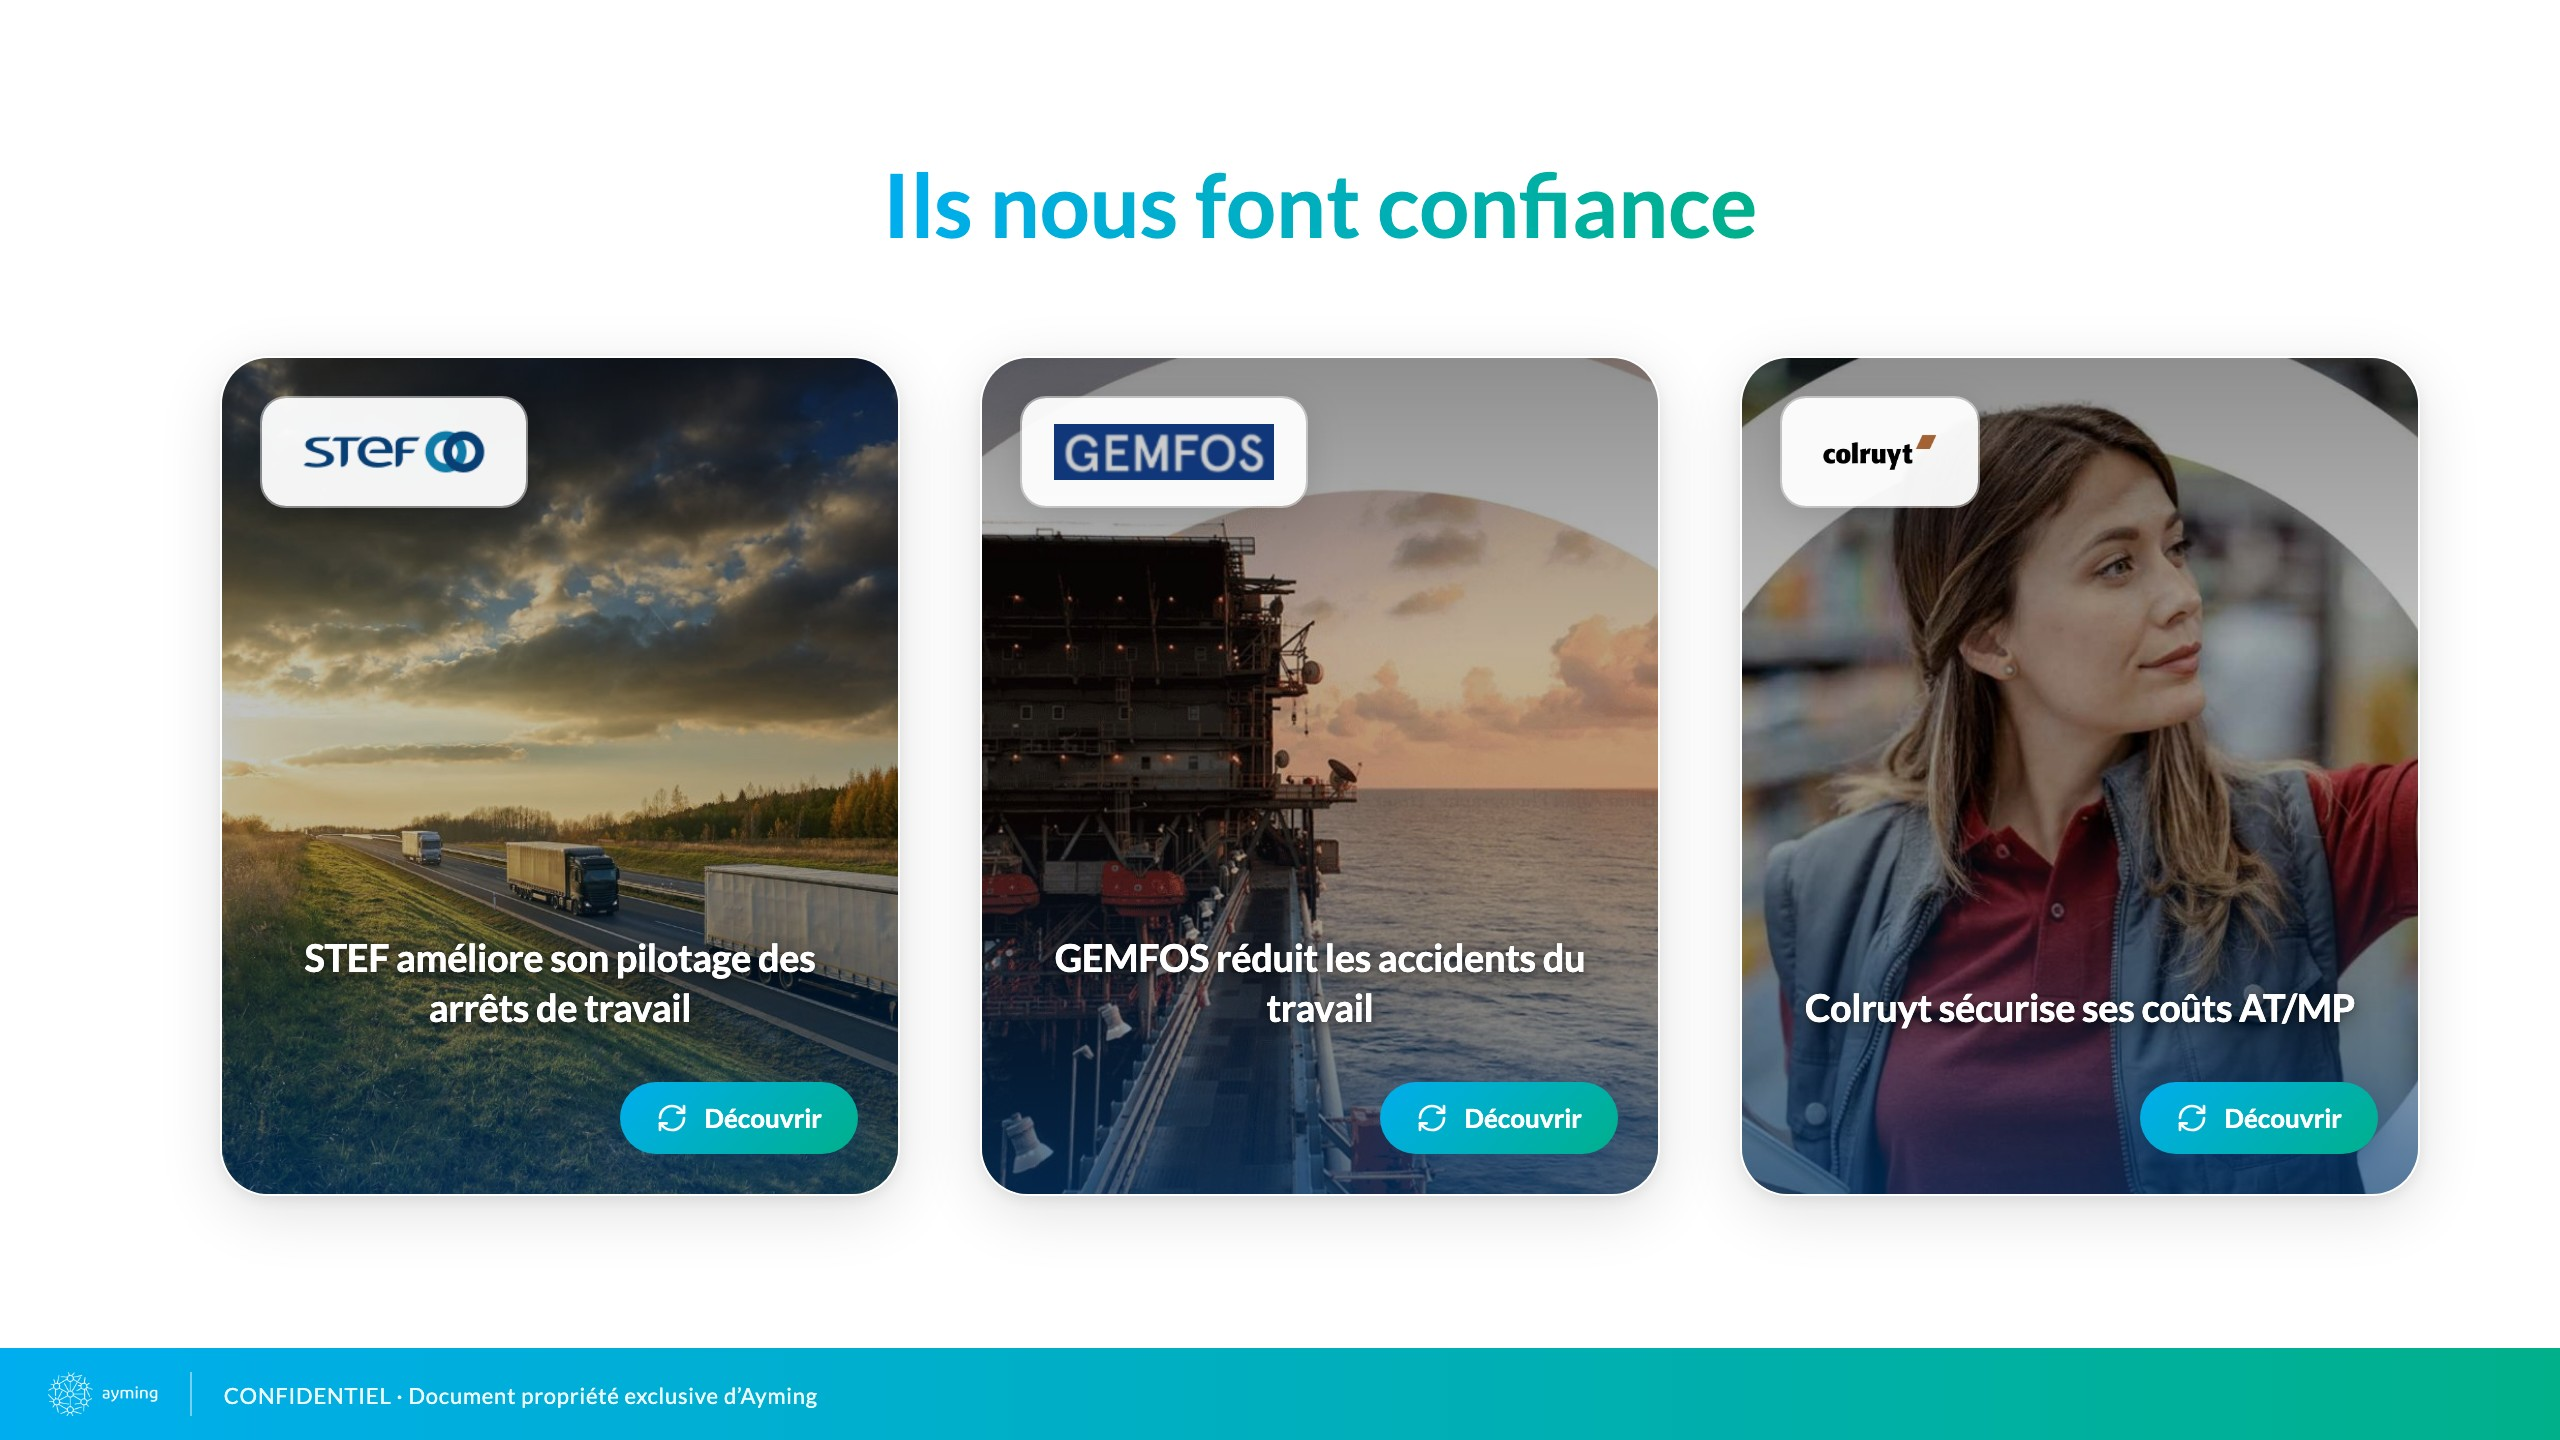 Ils nous font confiance
STEF
GEMFOS
colruyt
STEF améliore son pilotage des
arrêts de travail
Découvrir
GEMFOS réduit les accidents du
travail
Découvrir
Colruyt sécurise ses coûts AT/MP
Découvrir
ayming
CONFIDENTIEL · Document propriété exclusive d’Ayming